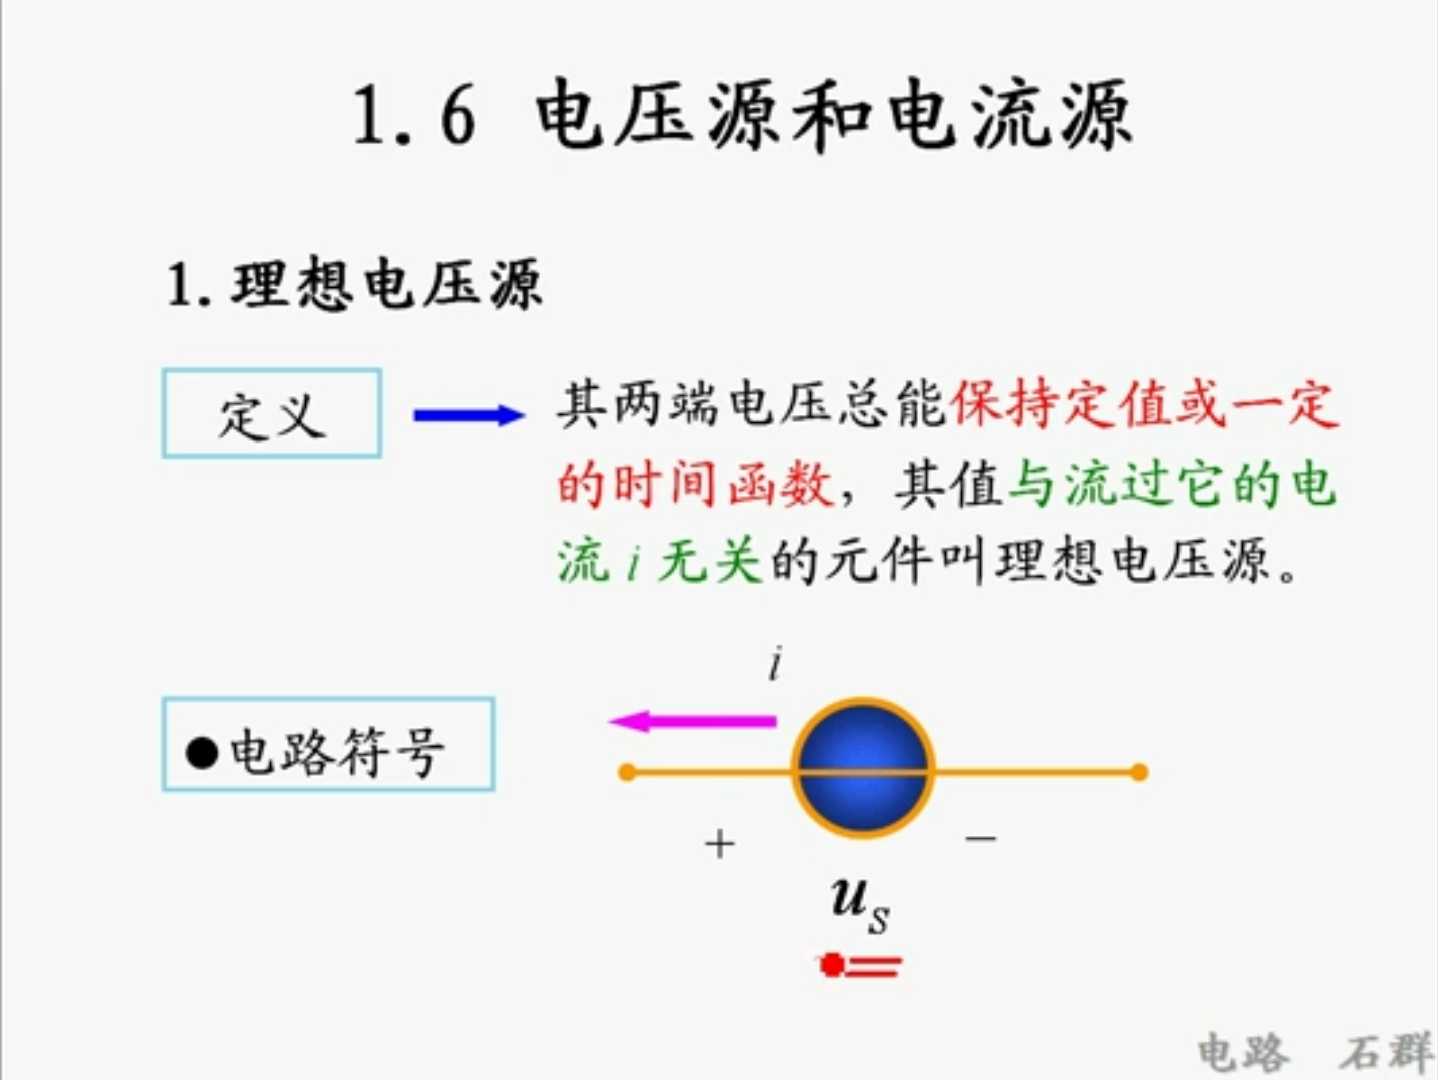 1.6 电压源和电流源
1.理想电压源
定义
其两端电压总能保持定值或一定
的时间函数，其值与流过它的电
流 i 无关的元件叫理想电压源。
●电路符号
i
+
−
uS
电路 石群